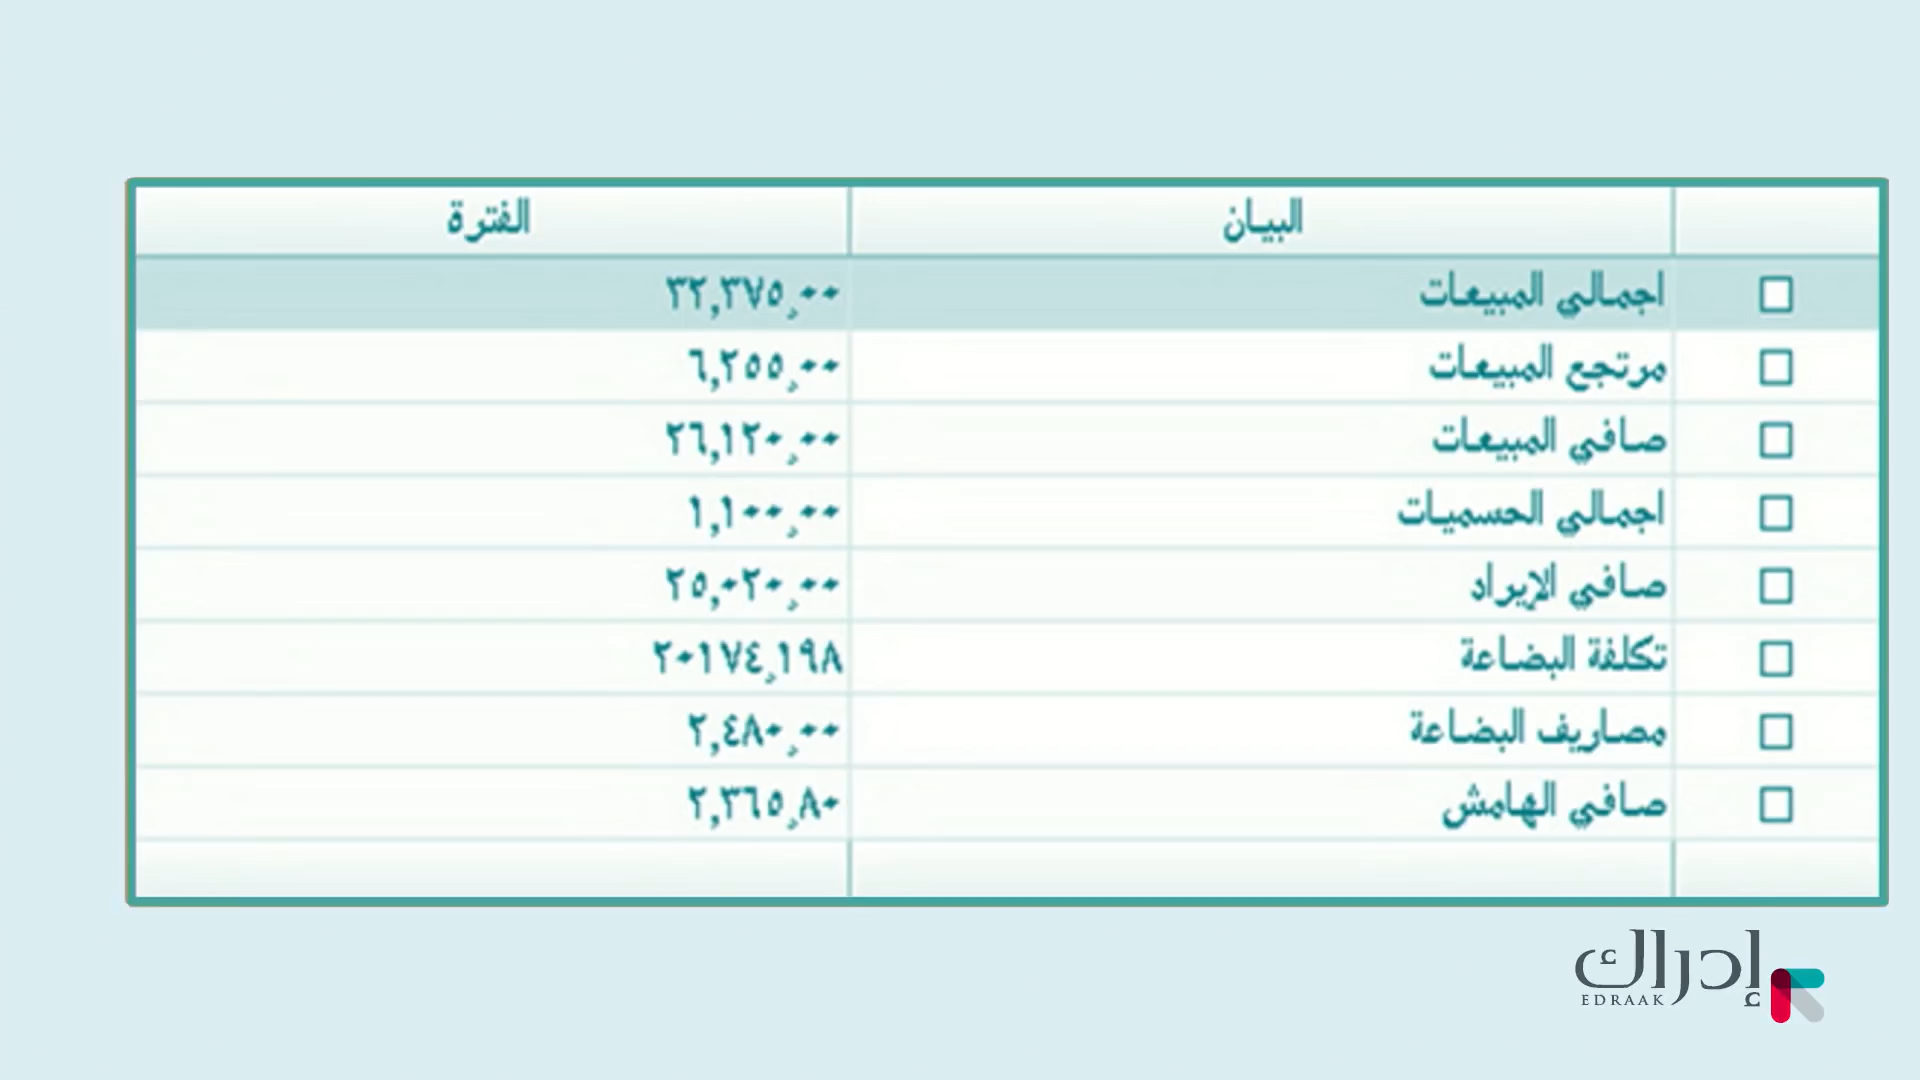 البيان الفترة
اجمالي المبيعات ٣٢,٣٧٥,٠٠
مرتجع المبيعات ٦,٢٥٥,٠٠
صافي المبيعات ٢٦,١٢٠,٠٠
اجمالي الحسميات ١,١٠٠,٠٠
صافي الإيراد ٢٥,٠٢٠,٠٠
تكلفة البضاعة ٢٠١٧٤,١٩٨
مصاريف البضاعة ٢,٤٨٠,٠٠
صافي الهامش ٢,٣٦٥,٨٠
إدراك
EDRAAK